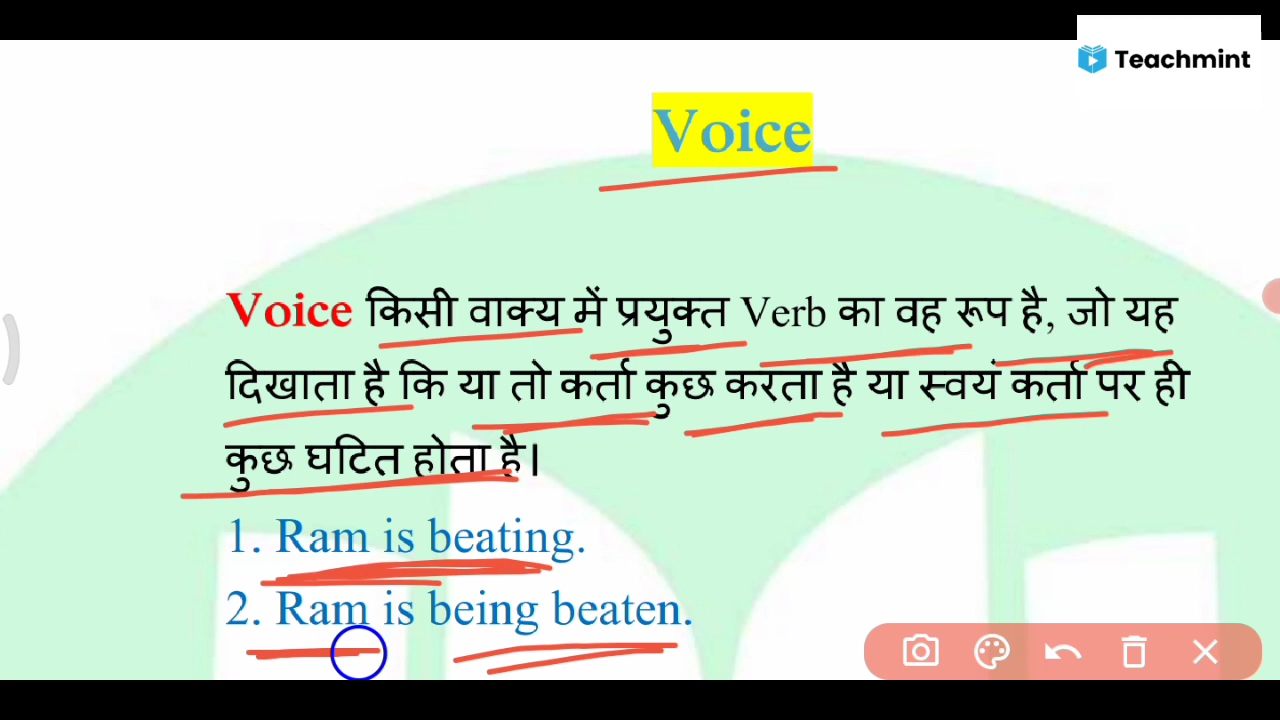 Teachmint
Voice
Voice किसी वाक्य में प्रयुक्त Verb का वह रूप है, जो यह
दिखाता है कि या तो कर्ता कुछ करता है या स्वयं कर्ता पर ही
कुछ घटित होता है।
1. Ram is beating.
2. Ram is being beaten.